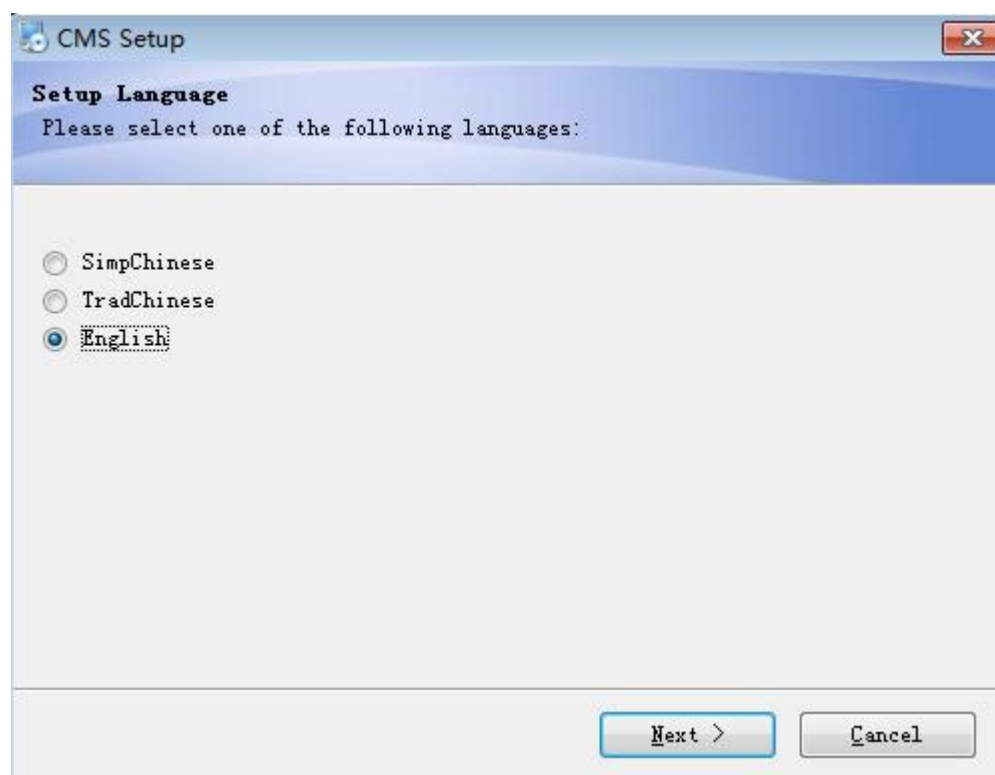 CMS Setup
Setup Language
Please select one of the following languages:
SimpChinese
TradChinese
English
Next >
Cancel